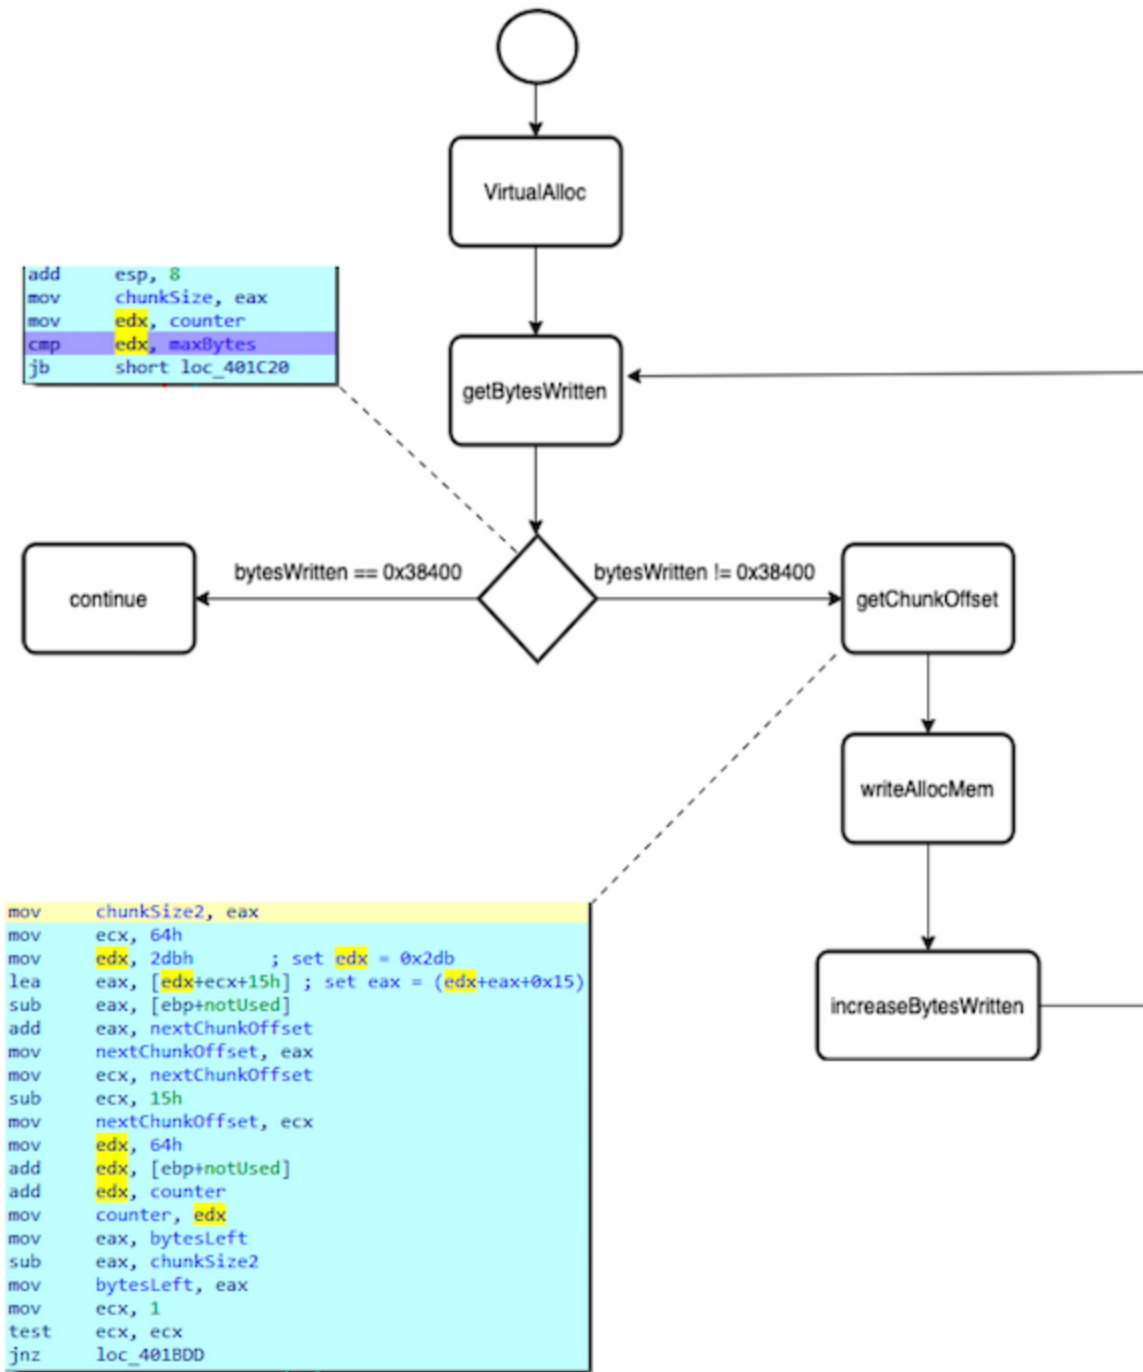 VirtualAlloc
add esp, 8
mov chunkSize, eax
mov edx, counter
cmp edx, maxBytes
jb short loc_401C20
getBytesWritten
bytesWritten == 0x38400
bytesWritten != 0x38400
continue
getChunkOffset
writeAllocMem
increaseBytesWritten
mov chunkSize2, eax
mov ecx, 64h
mov edx, 2dbh ; set edx = 0x2db
lea eax, [edx+ecx+15h] ; set eax = (edx+eax+0x15)
sub eax, [ebp+notUsed]
add eax, nextChunkOffset
mov nextChunkOffset, eax
mov ecx, nextChunkOffset
sub ecx, 15h
mov nextChunkOffset, ecx
mov edx, 64h
add edx, [ebp+notUsed]
add edx, counter
mov counter, edx
mov eax, bytesLeft
sub eax, chunkSize2
mov bytesLeft, eax
mov ecx, 1
test ecx, ecx
jnz loc_401BDD